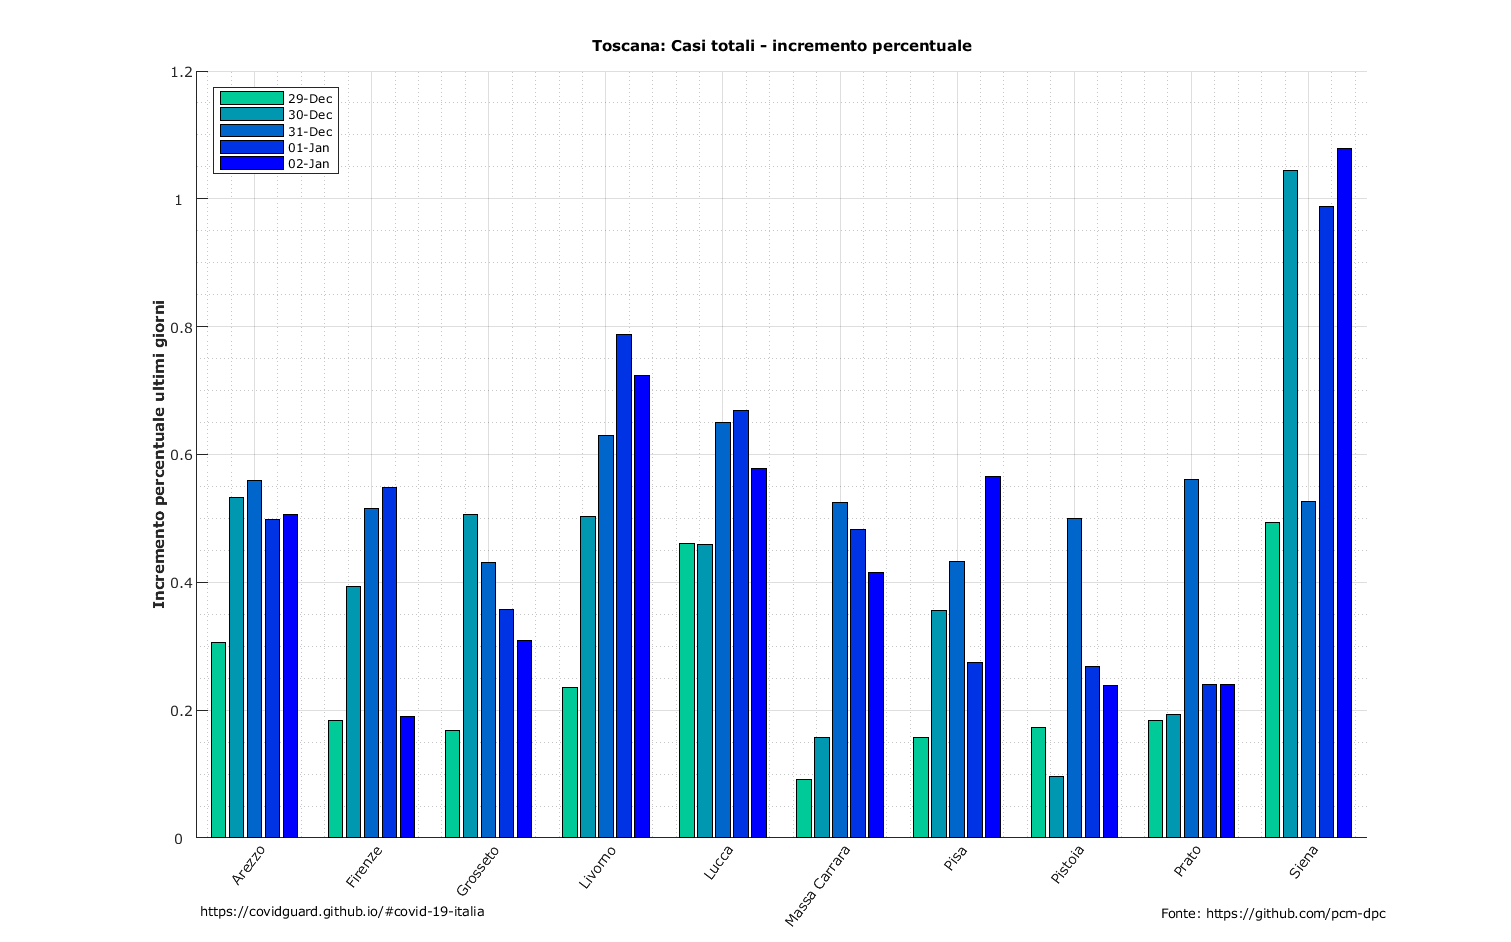 Toscana: Casi totali - incremento percentuale
Incremento percentuale ultimi giorni
1.2
1
0.8
0.6
0.4
0.2
0
29-Dec
30-Dec
31-Dec
01-Jan
02-Jan
Arezzo
Firenze
Grosseto
Livorno
Lucca
Massa Carrara
Pisa
Pistoia
Prato
Siena
https://covidguard.github.io/#covid-19-italia
Fonte: https://github.com/pcm-dpc